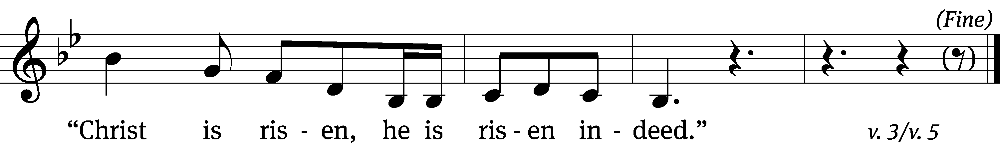 (Fine)
“Christ is ris - en, he is ris - en in - deed.” v. 3/v. 5